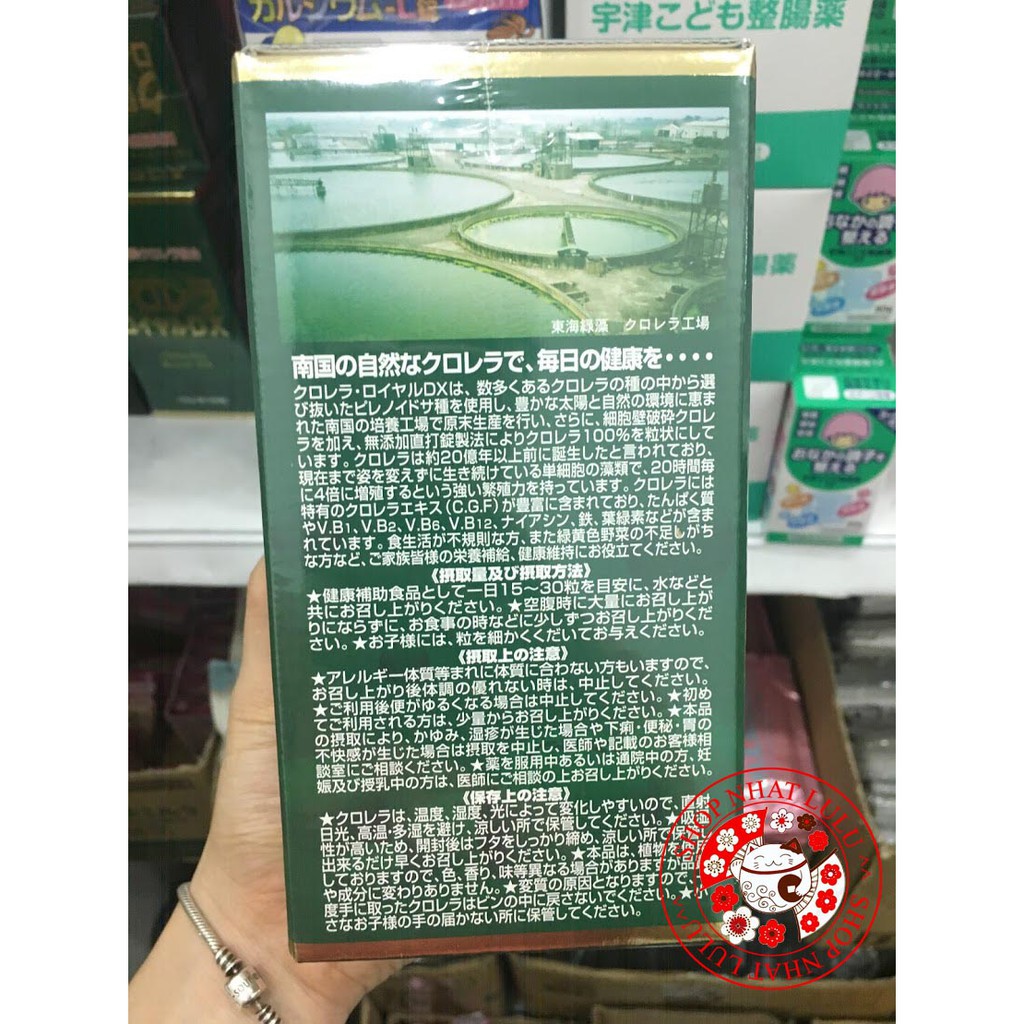 カルシウム-L錠
宇津こども整腸薬
東海緑藻 クロレラ工場
南国の自然なクロレラで、毎日の健康を・・・・
クロレラ・ロイヤルDXは、数多くあるクロレラの種の中から選
び抜いたピレノイドサ種を使用し、豊かな太陽と自然の環境に恵ま
れた南国の培養工場で原末生産を行い、さらに、細胞壁破砕クロレ
ラを加え、無添加直打錠製法によりクロレラ100%を粒状にして
います。クロレラは約20億年以上前に誕生したと言われており、
現在まで姿を変えずに生き続けている単細胞の藻類で、20時間毎
に4倍に増殖するという強い繁殖力を持っています。クロレラには
特有のクロレラエキス(C.G.F)が豊富に含まれており、たんぱく質
やV.B1、V.B2、V.B6、V.B12、ナイアシン、鉄、葉緑素などが含ま
れています。食生活が不規則な方、また緑黄色野菜の不足しがち
な方など、ご家族皆様の栄養補給、健康維持にお役立てください。
《摂取量及び摂取方法》
★健康補助食品として一日15〜30粒を目安に、水などと
共にお召し上がりください。★空腹時に大量にお召し上が
りにならずに、お食事の時などに少しずつお召し上がりくだ
さい。★お子様には、粒を細かくくだいてお与えください。
《摂取上の注意》
★アレルギー体質等まれに体質に合わない方もいますので、
お召し上がり後体調の優れない時は、中止してください。
★ご利用後便がゆるくなる場合は中止してください。★初め
てご利用される方は、少量からお召し上がりください。★本品
の摂取により、かゆみ、湿疹が生じた場合や下痢・便秘・胃の
不快感が生じた場合は摂取を中止し、医師や記載のお客様相
談室にご相談ください。★薬を服用中あるいは通院中の方、妊
娠及び授乳中の方は、医師にご相談の上お召し上がりください。
《保存上の注意》
★クロレラは、温度、湿度、光によって変化しやすいので、直射
日光、高温・多湿を避け、涼しい所で保管してください。★吸湿
性が高いため、開封後はフタをしっかり締め、涼しい所で保
出来るだけ早くお召し上がりください。★本品は、植物を
しておりますので、色、香り、味等異なる場合がありますが品
や成分に変わりありません。★変質の原因となりますので、
度手に取ったクロレラはビンの中に戻さないでください。★小
さなお子様の手の届かない所に保管してください。
おなかの調子を
整える
SHOP NHAT LULU
SHOP NHAT LULU